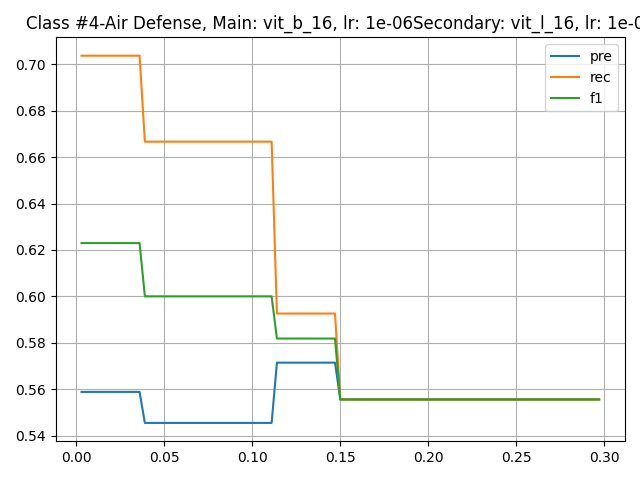 Class #4-Air Defense, Main: vit_b_16, lr: 1e-06Secondary: vit_l_16, lr: 1e-0
pre
rec
f1
0.70
0.68
0.66
0.64
0.62
0.60
0.58
0.56
0.54
0.00 0.05 0.10 0.15 0.20 0.25 0.30